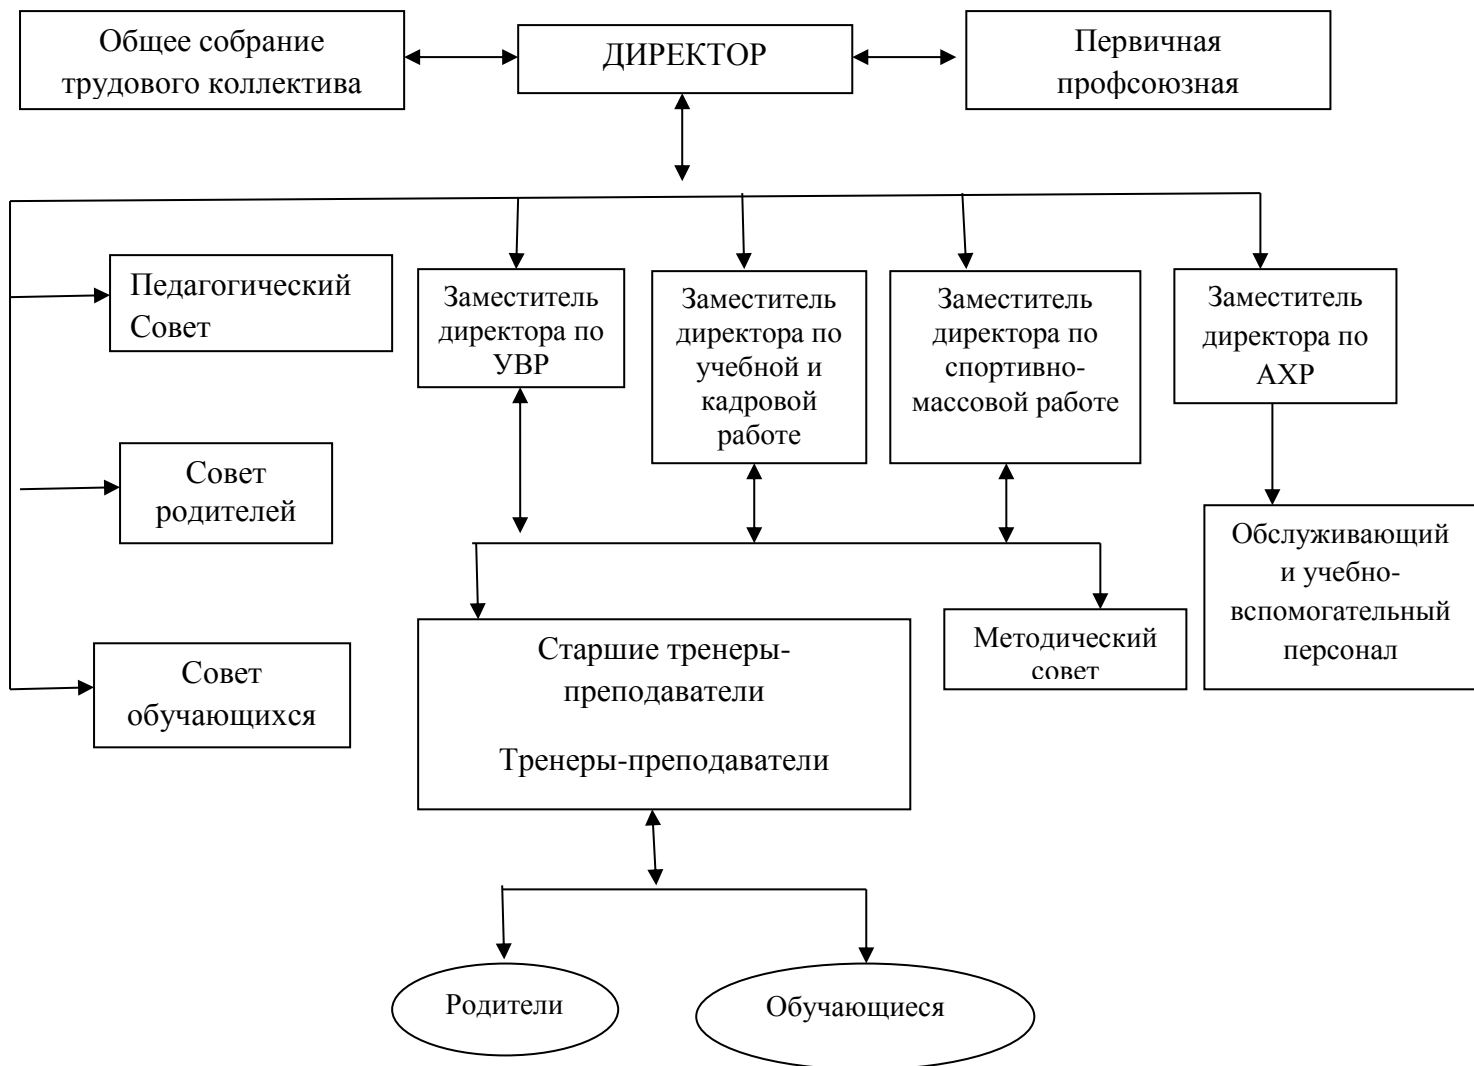 Общее собрание
трудового коллектива
ДИРЕКТОР
Первичная
профсоюзная
Педагогический
Совет
Заместитель
директора по
УВР
Заместитель
директора по
учебной и
кадровой
работе
Заместитель
директора по
спортивно-
массовой работе
Заместитель
директора по
АХР
Совет
родителей
Обслуживающий
и учебно-
вспомогательный
персонал
Совет
обучающихся
Старшие тренеры-
преподаватели
Тренеры-преподаватели
Методический
совет
Родители
Обучающиеся